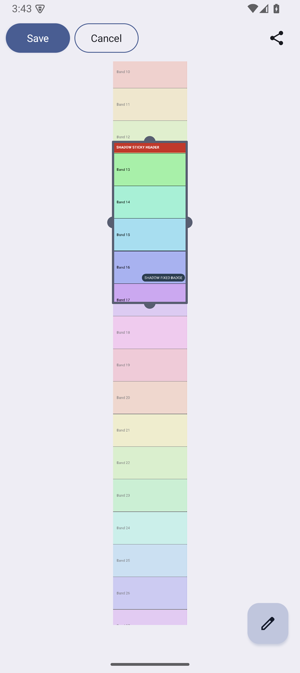 3:43
Save
Cancel
Band 10
Band 11
Band 12
SHADOW STICKY HEADER
Band 13
Band 14
Band 15
Band 16
SHADOW FIXED BADGE
Band 17
Band 18
Band 19
Band 20
Band 21
Band 22
Band 23
Band 24
Band 25
Band 26